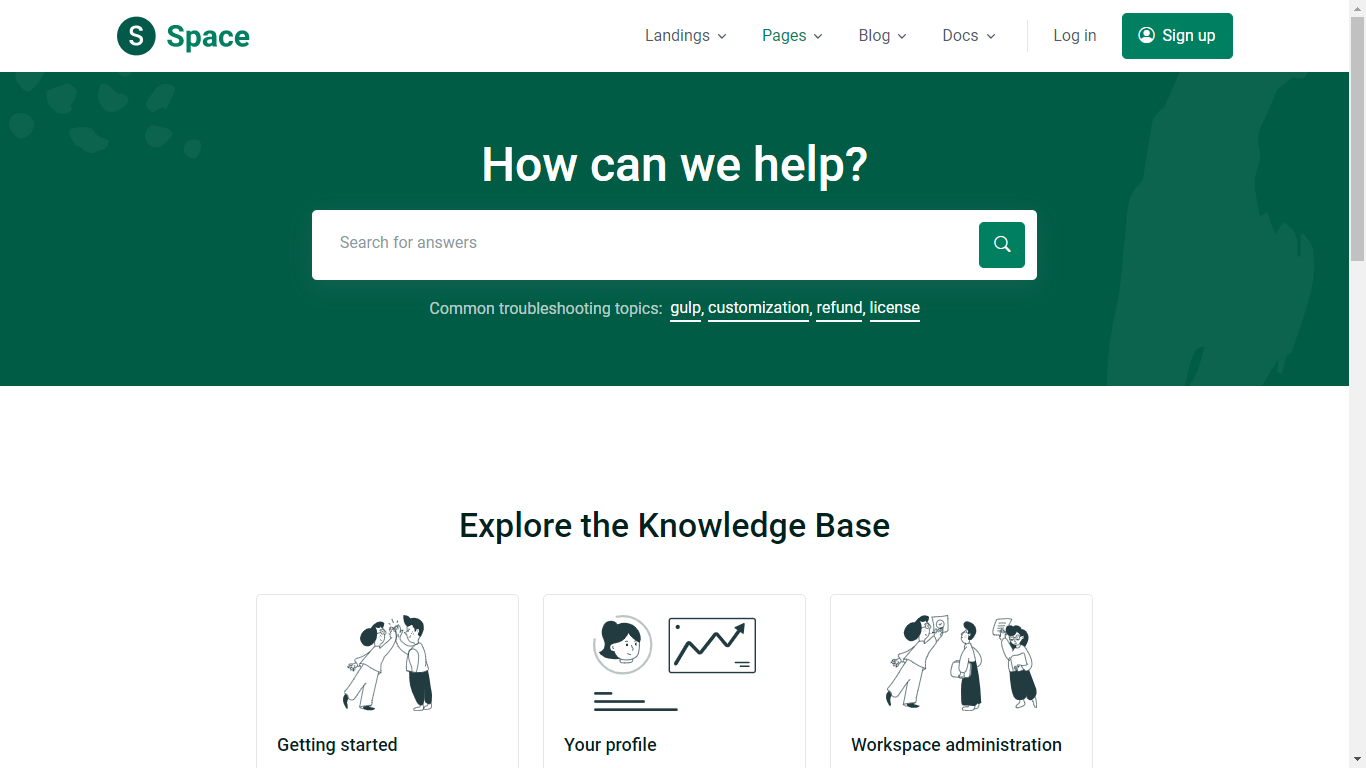 S Space Landings Pages Blog Docs Log in Sign up
How can we help?
Search for answers
Common troubleshooting topics: gulp, customization, refund, license
Explore the Knowledge Base
Getting started Your profile Workspace administration